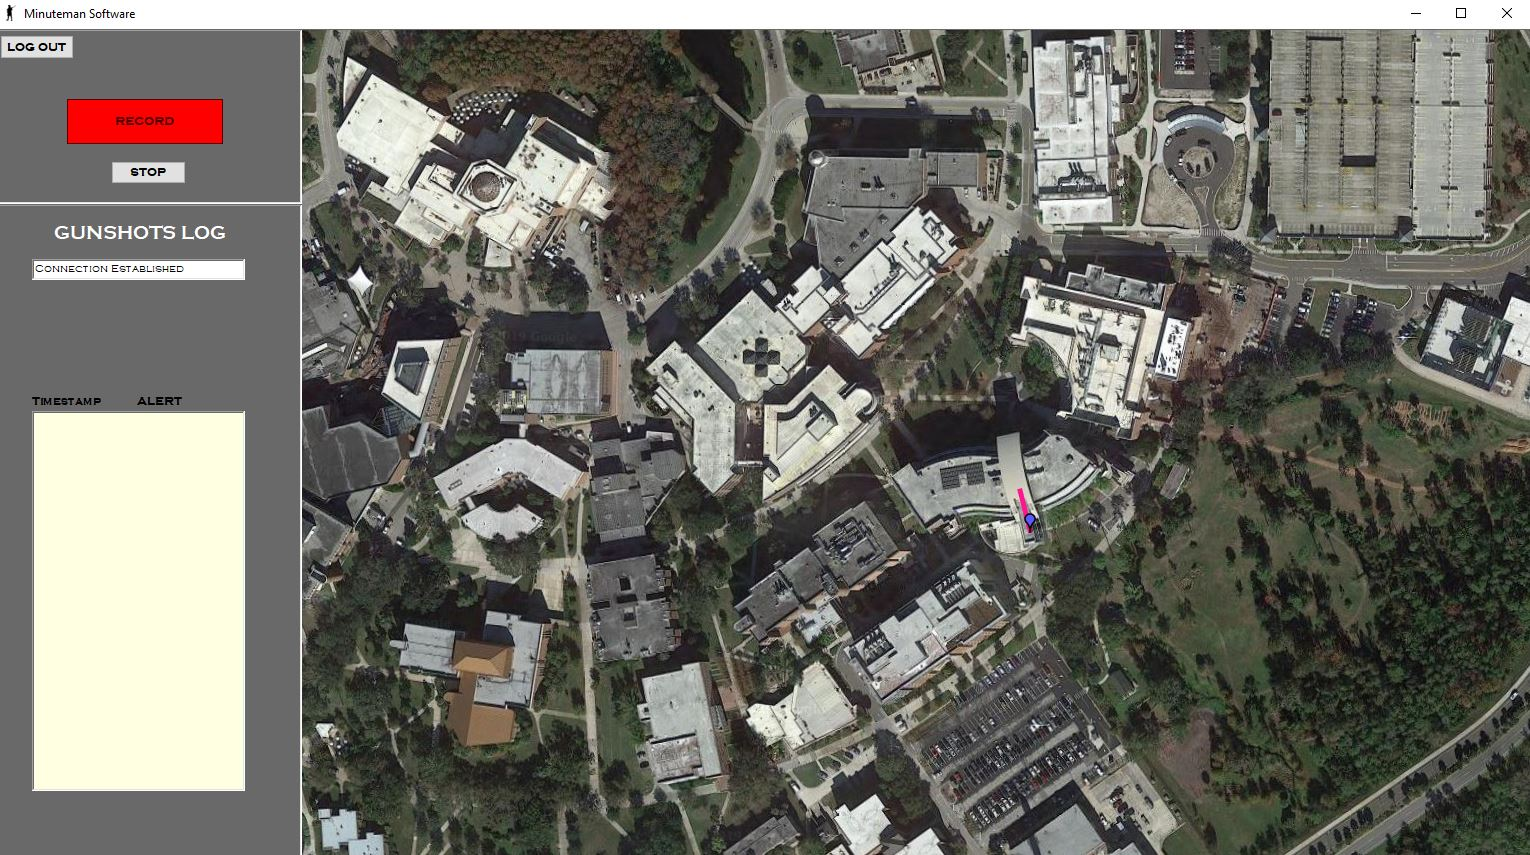 Minuteman Software
LOG OUT
RECORD
STOP
GUNSHOTS LOG
Connection Established
Timestamp ALERT